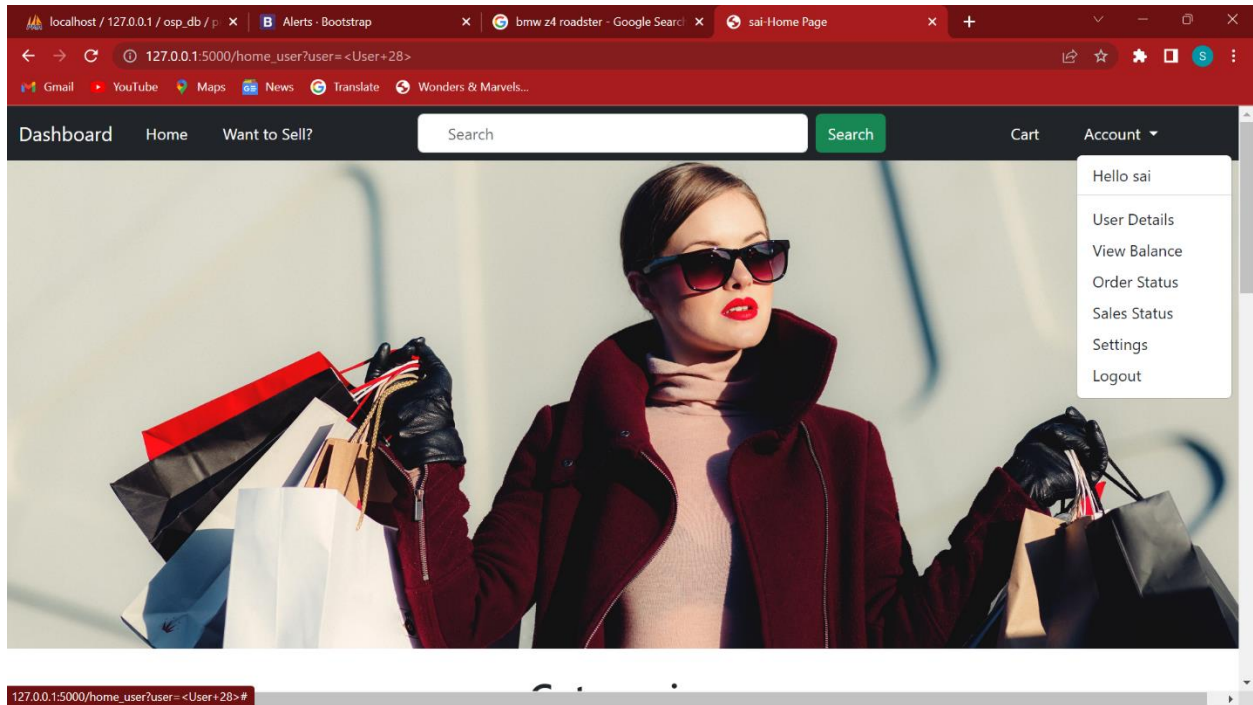 localhost / 127.0.0.1 / osp_db / p
Alerts · Bootstrap
bmw z4 roadster - Google Search
sai-Home Page
127.0.0.1:5000/home_user?user=<User+28>
S
Gmail YouTube Maps News Translate Wonders & Marvels...
Dashboard Home Want to Sell? Search Search Cart Account
Hello sai
User Details
View Balance
Order Status
Sales Status
Settings
Logout
127.0.0.1:5000/home_user?user=<User+28>#